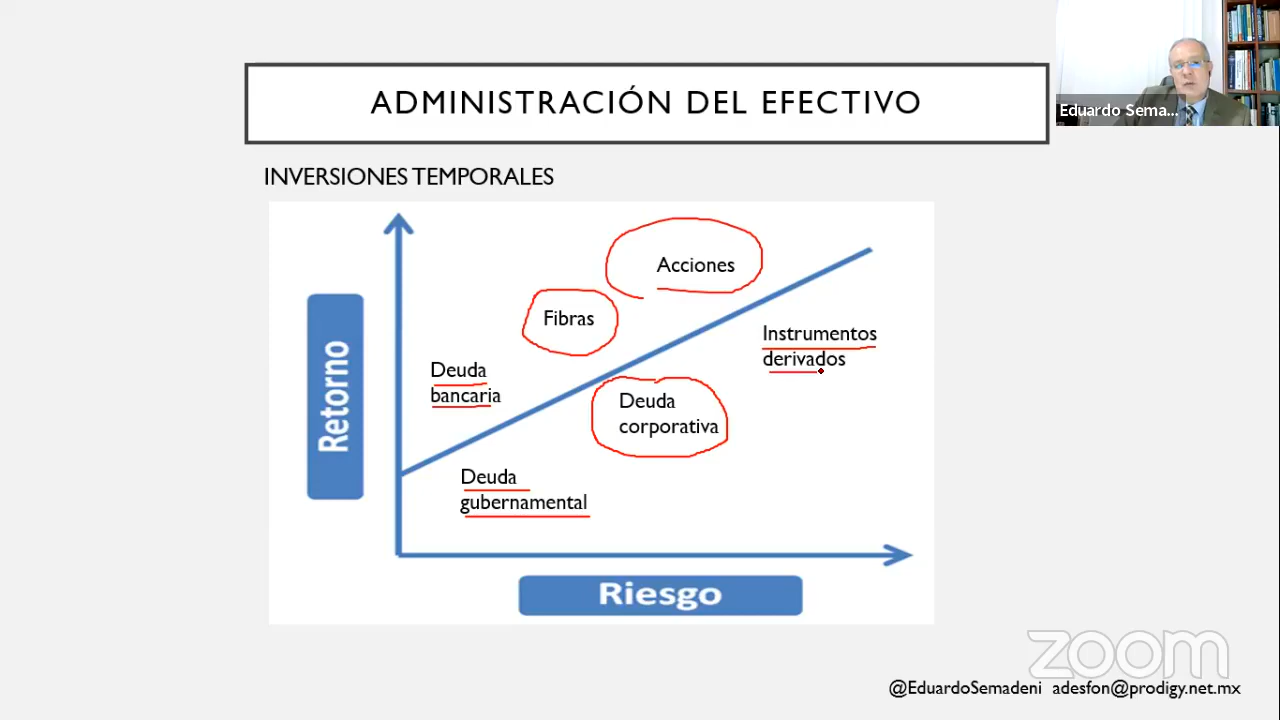 ADMINISTRACIÓN DEL EFECTIVO
Eduardo Sema...
INVERSIONES TEMPORALES
Retorno
Acciones
Fibras
Instrumentos
derivados
Deuda
bancaria
Deuda
corporativa
Deuda
gubernamental
Riesgo
zoom
@EduardoSemadeni adesfon@prodigy.net.mx